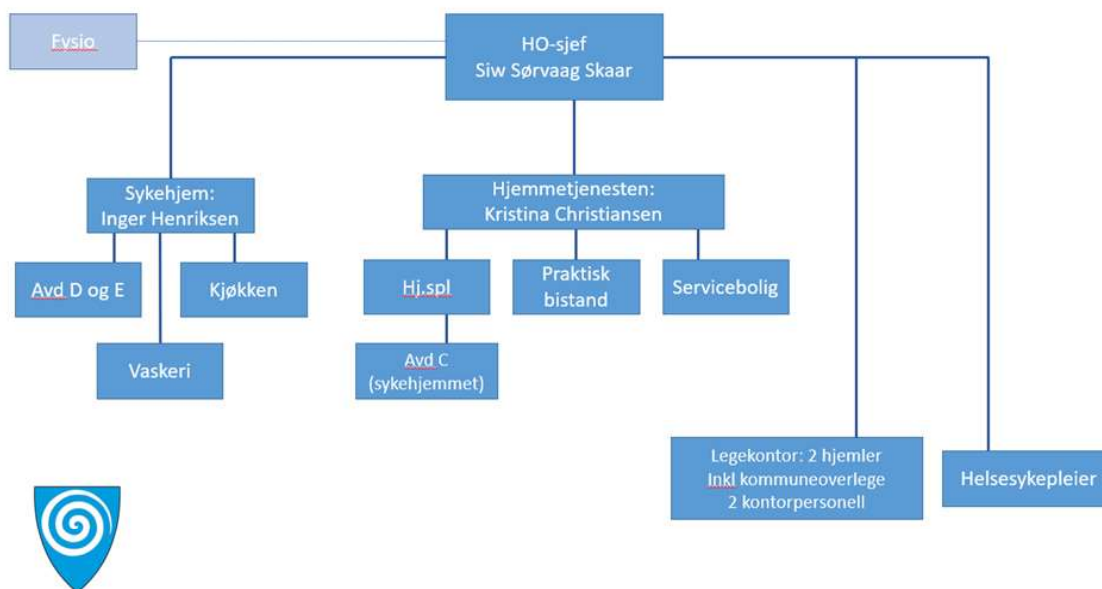 Fysio
HO-sjef
Siw Sørvaag Skaar
Sykehjem:
Inger Henriksen
Hjemmetjenesten:
Kristina Christiansen
Avd D og E
Kjøkken
Hj.spl
Praktisk
bistand
Servicebolig
Vaskeri
Avd C
(sykehjemmet)
Legekontor: 2 hjemler
Inkl kommuneoverlege
2 kontorpersonell
Helsesykepleier